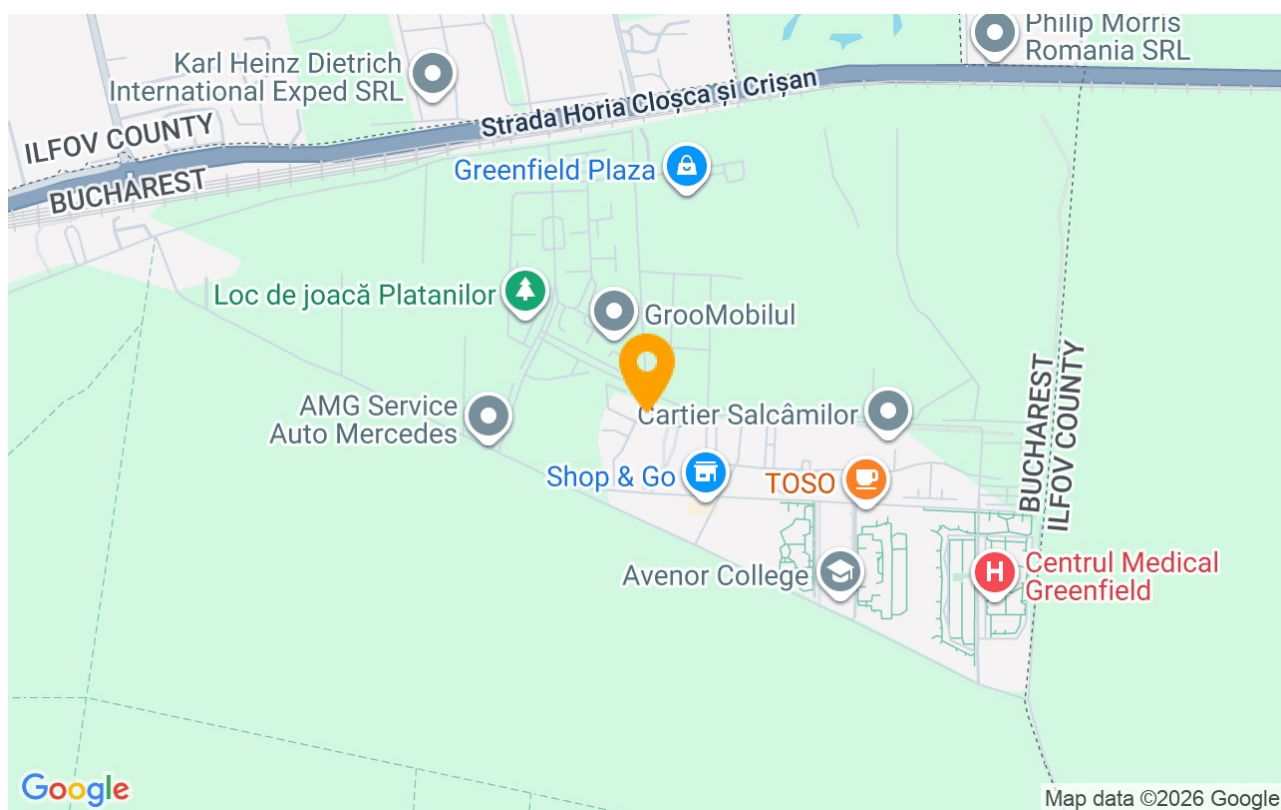 Philip Morris
Romania SRL
Karl Heinz Dietrich
International Exped SRL
Strada Horia Cloșca și Crișan
ILFOV COUNTY
BUCHAREST
Greenfield Plaza
Loc de joacă Platanilor
GrooMobilul
AMG Service
Auto Mercedes
Cartier Salcâmilor
BUCHAREST
ILFOV COUNTY
Shop & Go
TOSO
Avenor College
H
Centrul Medical
Greenfield
Google
Map data ©2026 Google